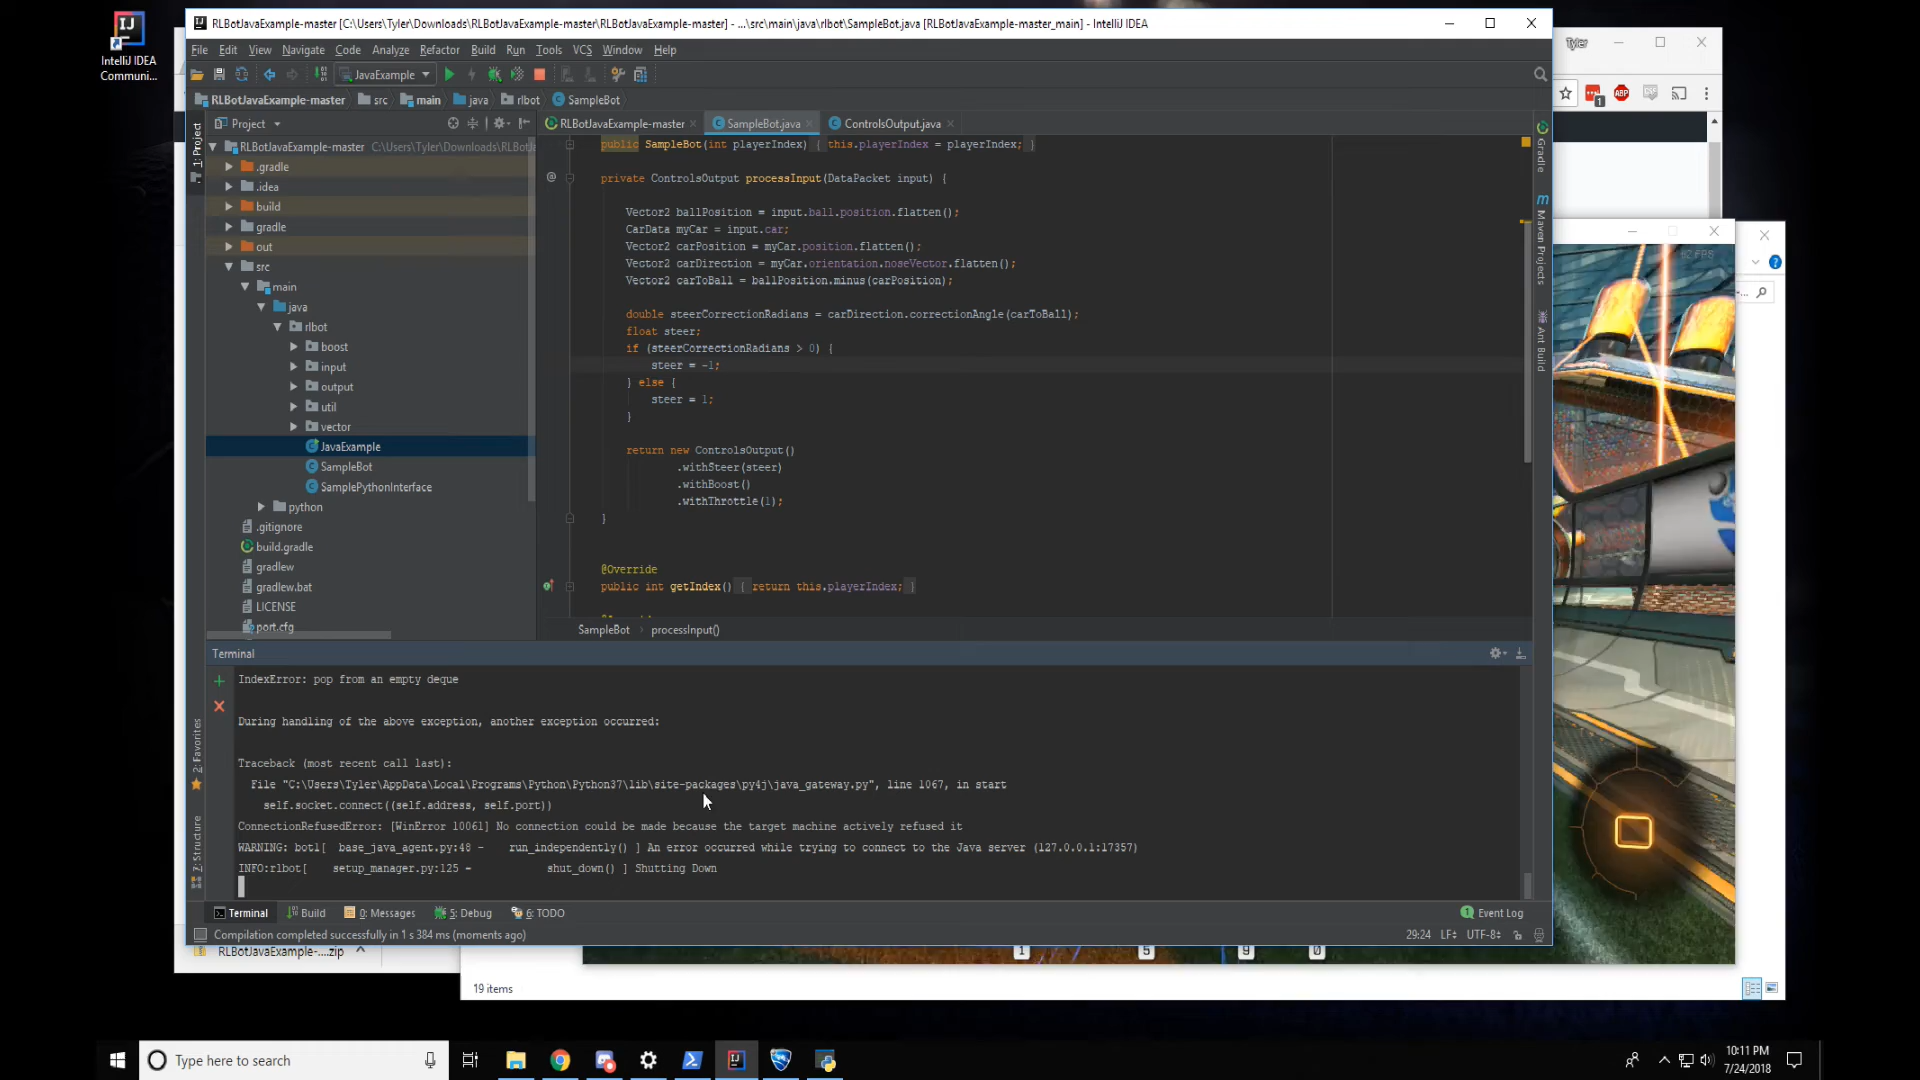 IntelliJ IDEA
Communi...
RLBotJavaExample-master [C:\Users\Tyler\Downloads\RLBotJavaExample-master\RLBotJavaExample-master] - ...\src\main\java\rlbot\SampleBot.java [RLBotJavaExample-master_main] - IntelliJ IDEA
File Edit View Navigate Code Analyze Refactor Build Run Tools VCS Window Help
Tyler
JavaExample
1
ABP
RLBotJavaExample-master src main java rlbot SampleBot
Project
RLBotJavaExample-master SampleBot.java ControlsOutput.java
1: Project
Gradle
Maven Projects
Ant Build
RLBotJavaExample-master C:\Users\Tyler\Downloads\RLBotJ
.gradle
.idea
build
gradle
out
src
main
java
rlbot
boost
input
output
util
vector
JavaExample
SampleBot
SamplePythonInterface
python
.gitignore
build.gradle
gradlew
gradlew.bat
LICENSE
port.cfg
public SampleBot(int playerIndex) { this.playerIndex = playerIndex; }
private ControlsOutput processInput(DataPacket input) {
Vector2 ballPosition = input.ball.position.flatten();
CarData myCar = input.car;
Vector2 carPosition = myCar.position.flatten();
Vector2 carDirection = myCar.orientation.noseVector.flatten();
Vector2 carToBall = ballPosition.minus(carPosition);
double steerCorrectionRadians = carDirection.correctionAngle(carToBall);
float steer;
if (steerCorrectionRadians > 0) {
steer = -1;
} else {
steer = 1;
}
return new ControlsOutput()
.withSteer(steer)
.withBoost()
.withThrottle(1);
}
@Override
public int getIndex() { return this.playerIndex; }
SampleBot processInput()
Terminal
IndexError: pop from an empty deque
During handling of the above exception, another exception occurred:
Traceback (most recent call last):
File "C:\Users\Tyler\AppData\Local\Programs\Python\Python37\lib\site-packages\py4j\java_gateway.py", line 1067, in start
self.socket.connect((self.address, self.port))
ConnectionRefusedError: [WinError 10061] No connection could be made because the target machine actively refused it
WARNING: bot1[ base_java_agent.py:48 - run_independently() ] An error occurred while trying to connect to the Java server (127.0.0.1:17357)
INFO:rlbot[ setup_manager.py:125 - shut_down() ] Shutting Down
2: Favorites
7: Structure
Terminal Build 0: Messages 5: Debug 6: TODO
1 Event Log
Compilation completed successfully in 1 s 384 ms (moments ago)
29:24 LF UTF-8
RLBotJavaExample-....zip
1 5 9 0
19 items
Type here to search
10:11 PM
7/24/2018